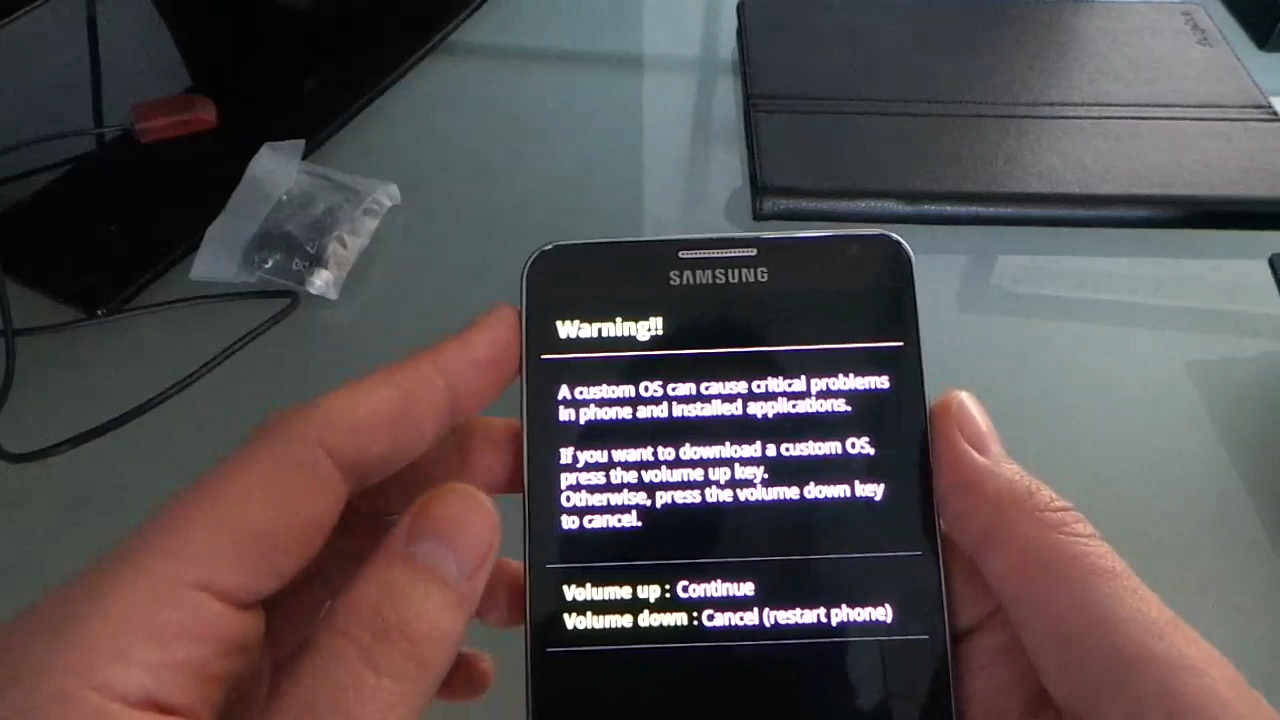 SAMSUNG
Warning!!
A custom OS can cause critical problems
in phone and installed applications.
If you want to download a custom OS,
press the volume up key.
Otherwise, press the volume down key
to cancel.
Volume up : Continue
Volume down : Cancel (restart phone)